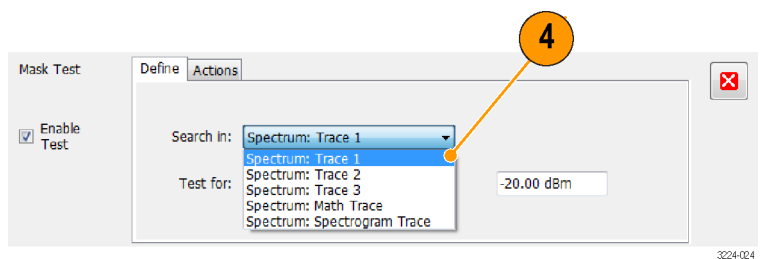 4
Mask Test
Define
Actions
Enable
Test
Search in:
Spectrum: Trace 1
Spectrum: Trace 1
Spectrum: Trace 2
Test for:
-20.00 dBm
Spectrum: Trace 3
Spectrum: Math Trace
Spectrum: Spectrogram Trace
3224-024